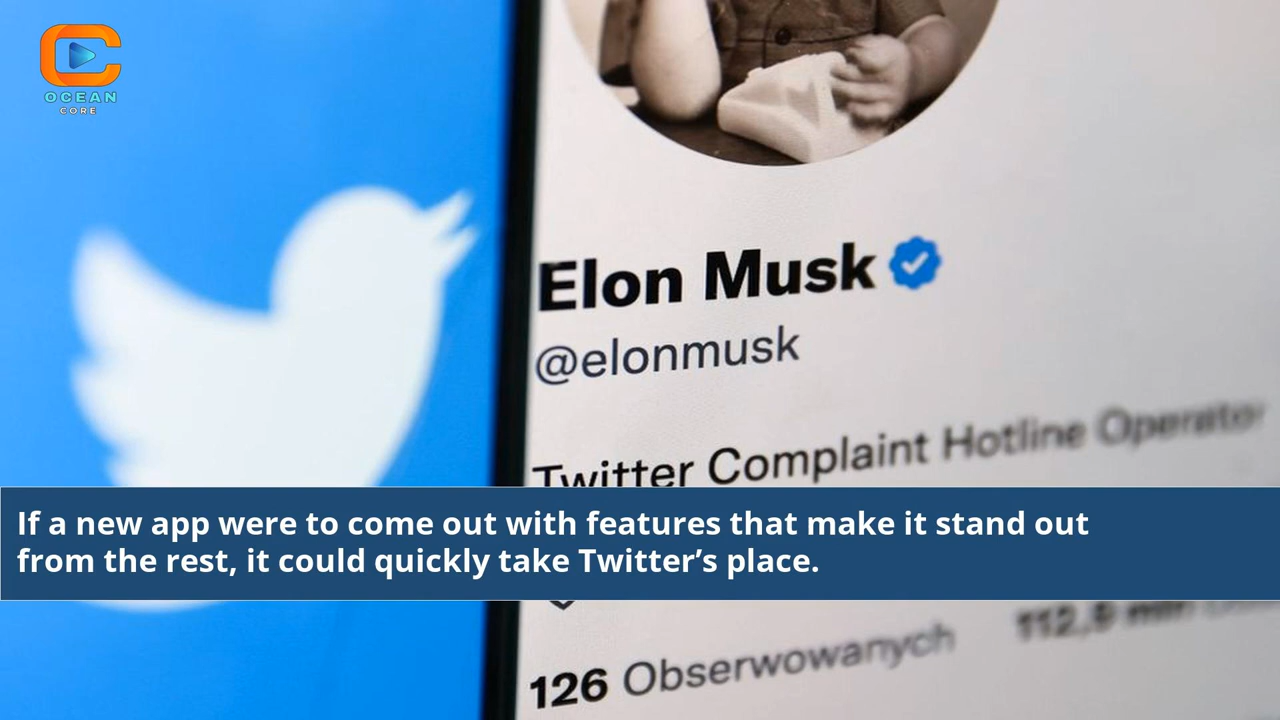 OCEAN
CORE
Elon Musk
@elonmusk
Twitter Complaint Hotline Operator
If a new app were to come out with features that make it stand out
from the rest, it could quickly take Twitter’s place.
126 Obserwowanych